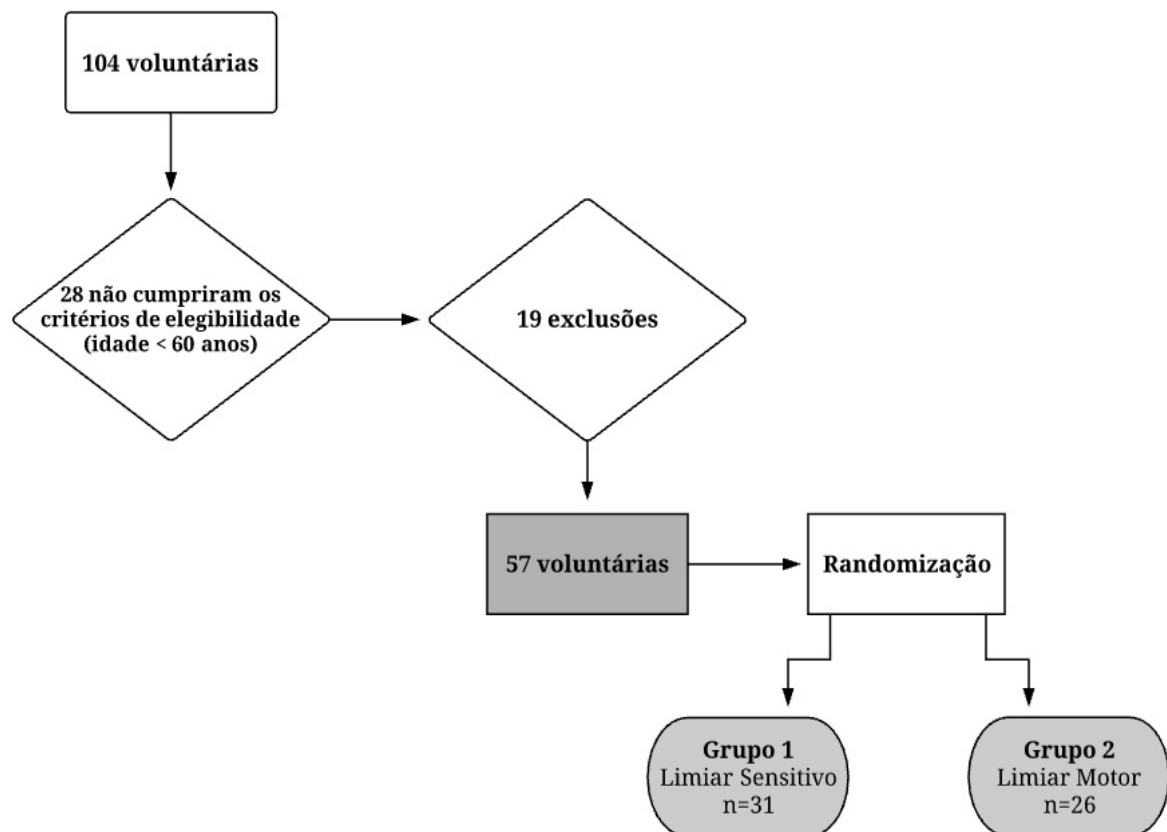 104 voluntárias
28 não cumpriram os
critérios de elegibilidade
(idade < 60 anos)
19 exclusões
57 voluntárias
Randomização
Grupo 1
Limiar Sensitivo
n=31
Grupo 2
Limiar Motor
n=26